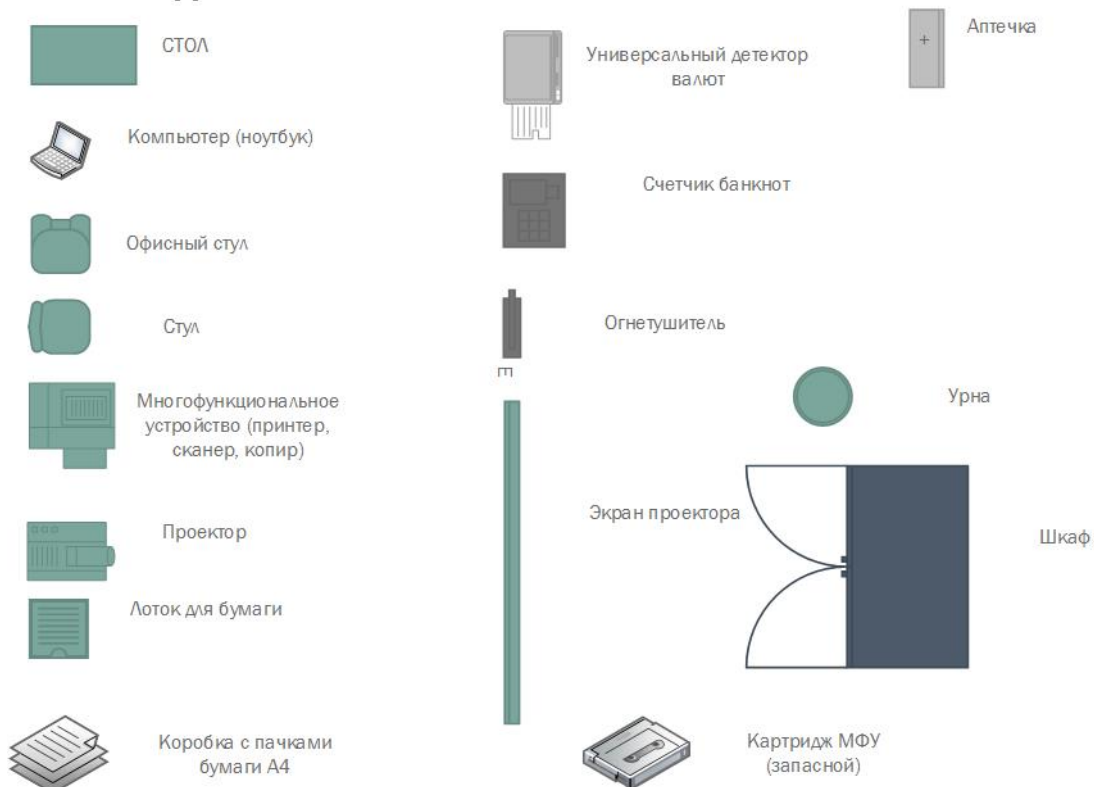 СТОЛ
Компьютер (ноутбук)
Офисный стул
Стул
Многофункциональное
устройство (принтер,
сканер, копир)
Проектор
Лоток для бумаги
Коробка с пачками
бумаги А4
Универсальный детектор
валют
Счетчик банкнот
Огнетушитель
E
Экран проектора
Картридж МФУ
(запасной)
Аптечка
Урна
Шкаф